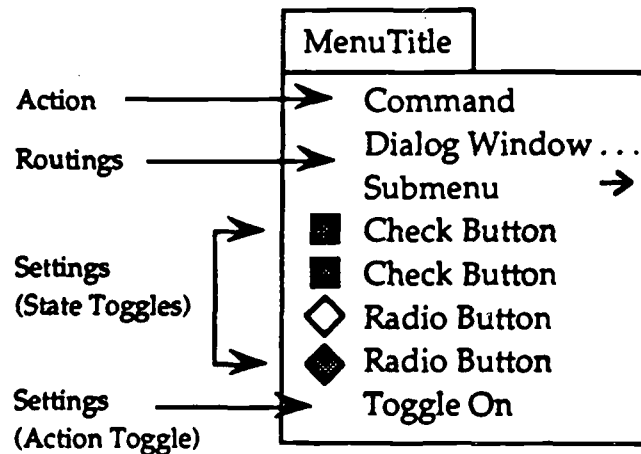 MenuTitle
Action
Command
Routings
Dialog Window . . .
Submenu
Settings
(State Toggles)
Check Button
Check Button
Radio Button
Radio Button
Settings
(Action Toggle)
Toggle On